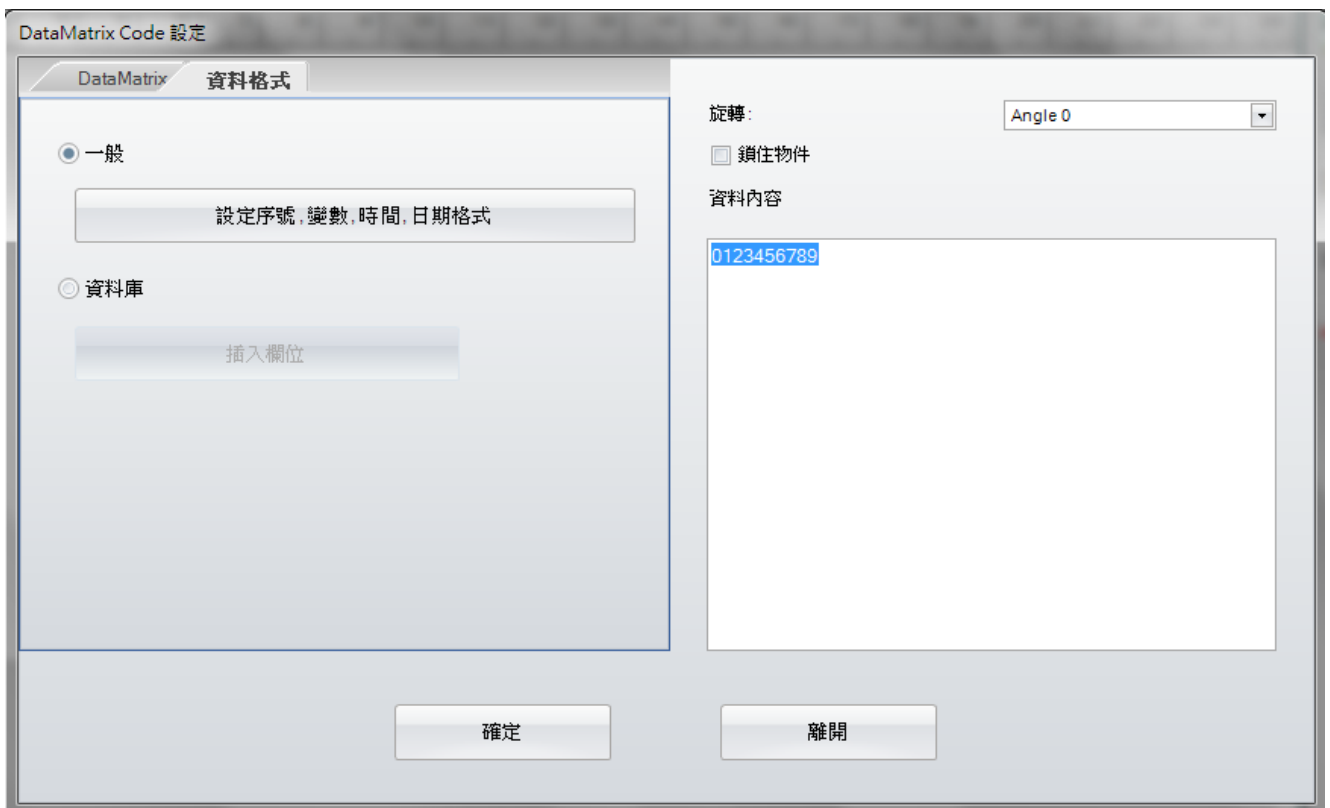 DataMatrix Code 設定
DataMatrix 資料格式
一般
設定序號,變數,時間,日期格式
資料庫
插入欄位
旋轉: Angle 0
鎖住物件
資料內容
0123456789
確定 離開